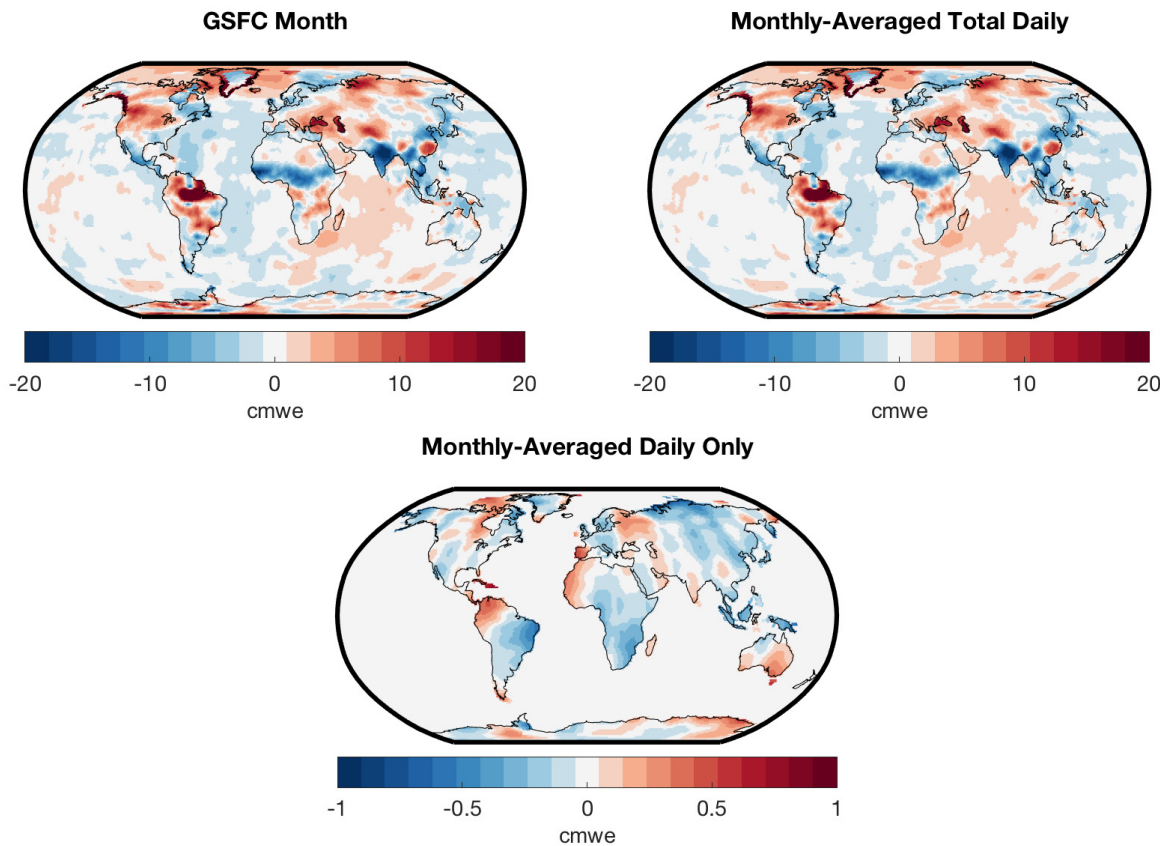 GSFC Month
Monthly-Averaged Total Daily
-20 -10 0 10 20
cmwe
-20 -10 0 10 20
cmwe
Monthly-Averaged Daily Only
-1 -0.5 0 0.5 1
cmwe